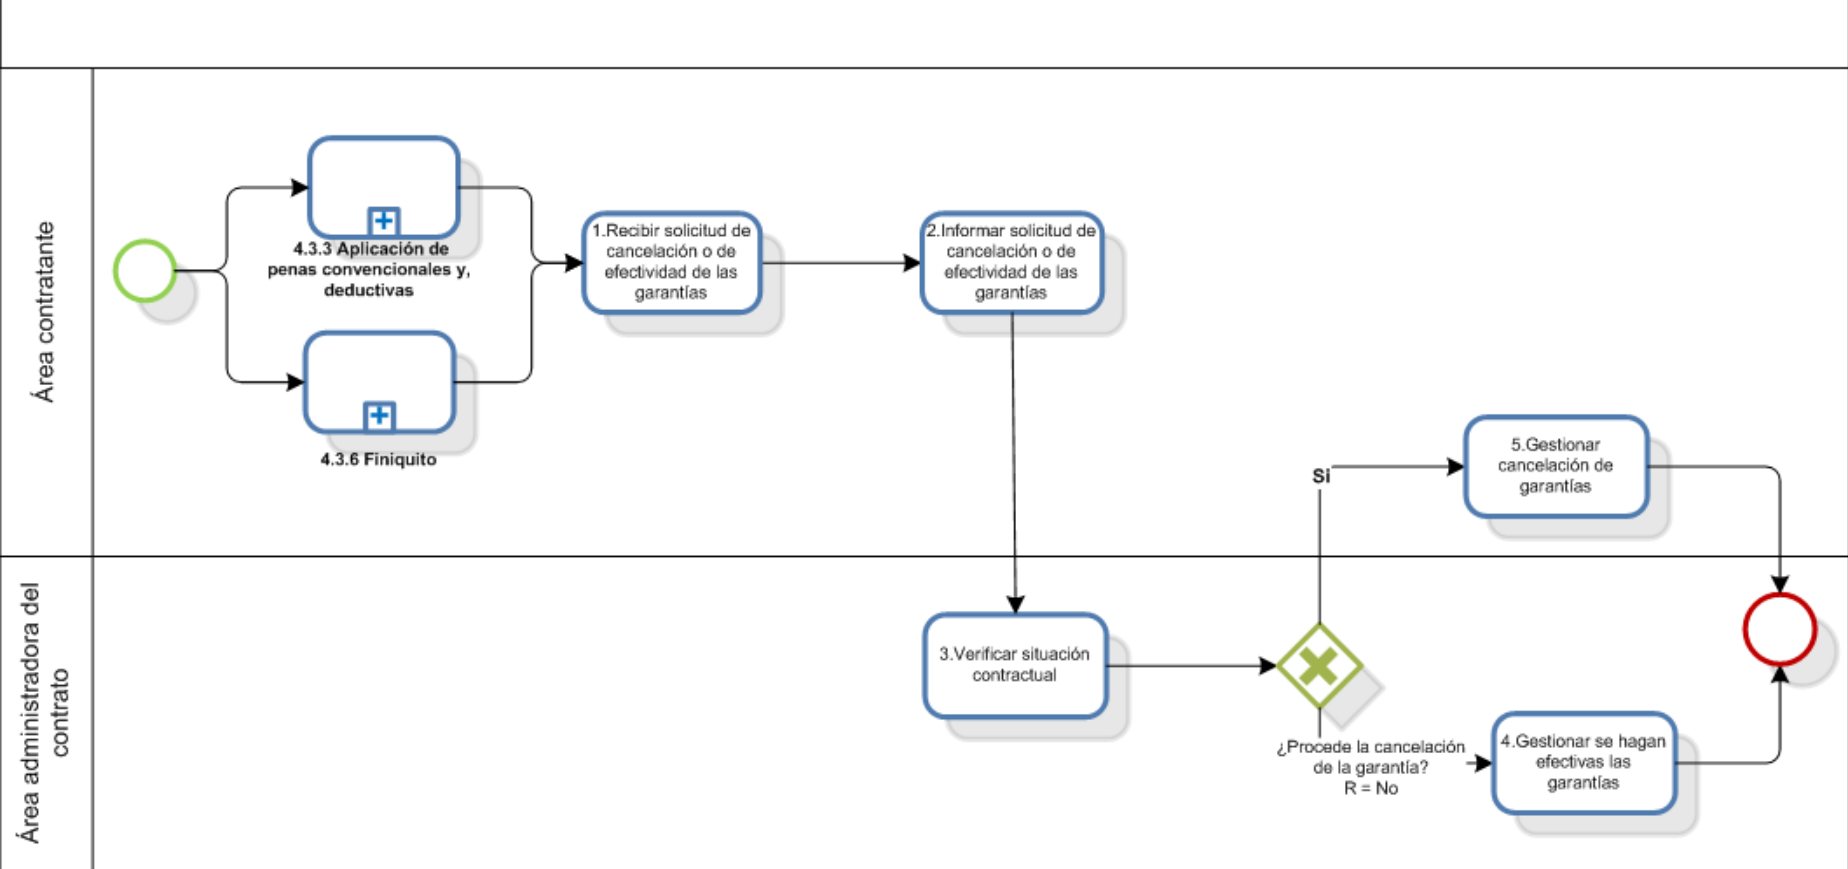 Área contratante
4.3.3 Aplicación de
penas convencionales y,
deductivas
4.3.6 Finiquito
1.Recibir solicitud de
cancelación o de
efectividad de las
garantías
2.Informar solicitud de
cancelación o de
efectividad de las
garantías
Si
5.Gestionar
cancelación de
garantías
Área administradora del
contrato
3.Verificar situación
contractual
¿Procede la cancelación
de la garantía?
R = No
4.Gestionar se hagan
efectivas las
garantías